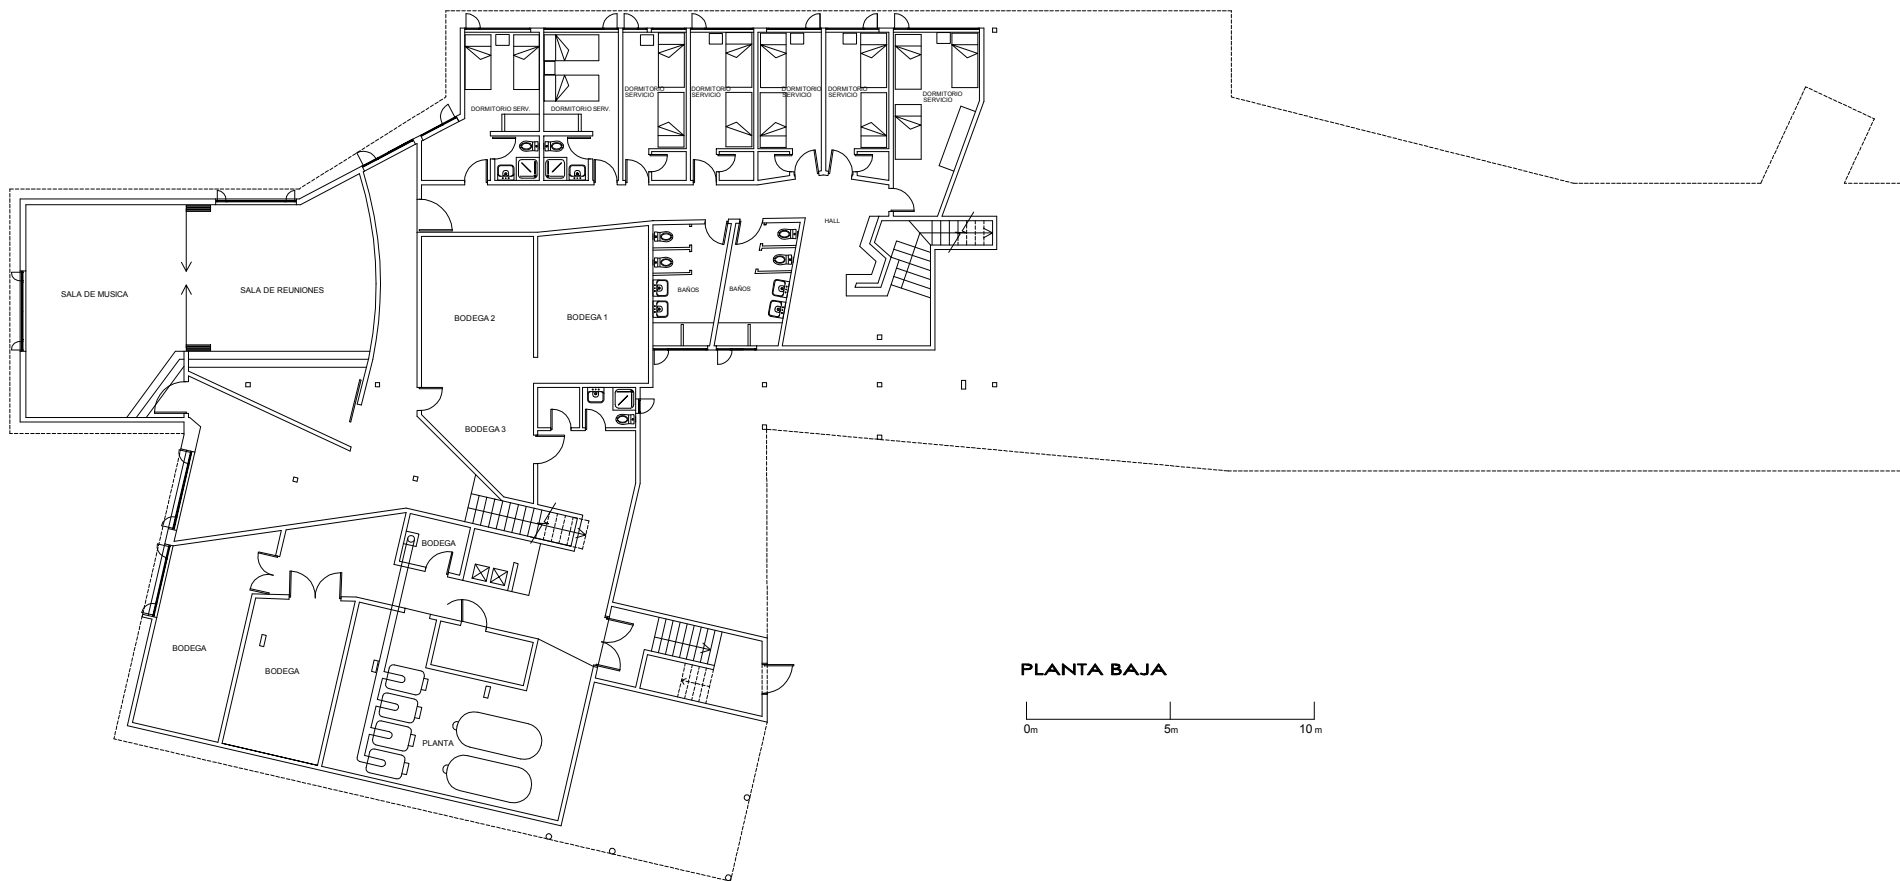 DORMITORIO SERV.
DORMITORIO SERV.
DORMITORIO
SERVICIO
DORMITORIO
SERVICIO
DORMITORIO
SERVICIO
DORMITORIO
SERVICIO
DORMITORIO
SERVICIO
HALL
SALA DE MUSICA
SALA DE REUNIONES
BAÑOS
BAÑOS
BODEGA 2
BODEGA 1
BODEGA 3
BODEGA
BODEGA
BODEGA
PLANTA
PLANTA BAJA
0m 5m 10 m